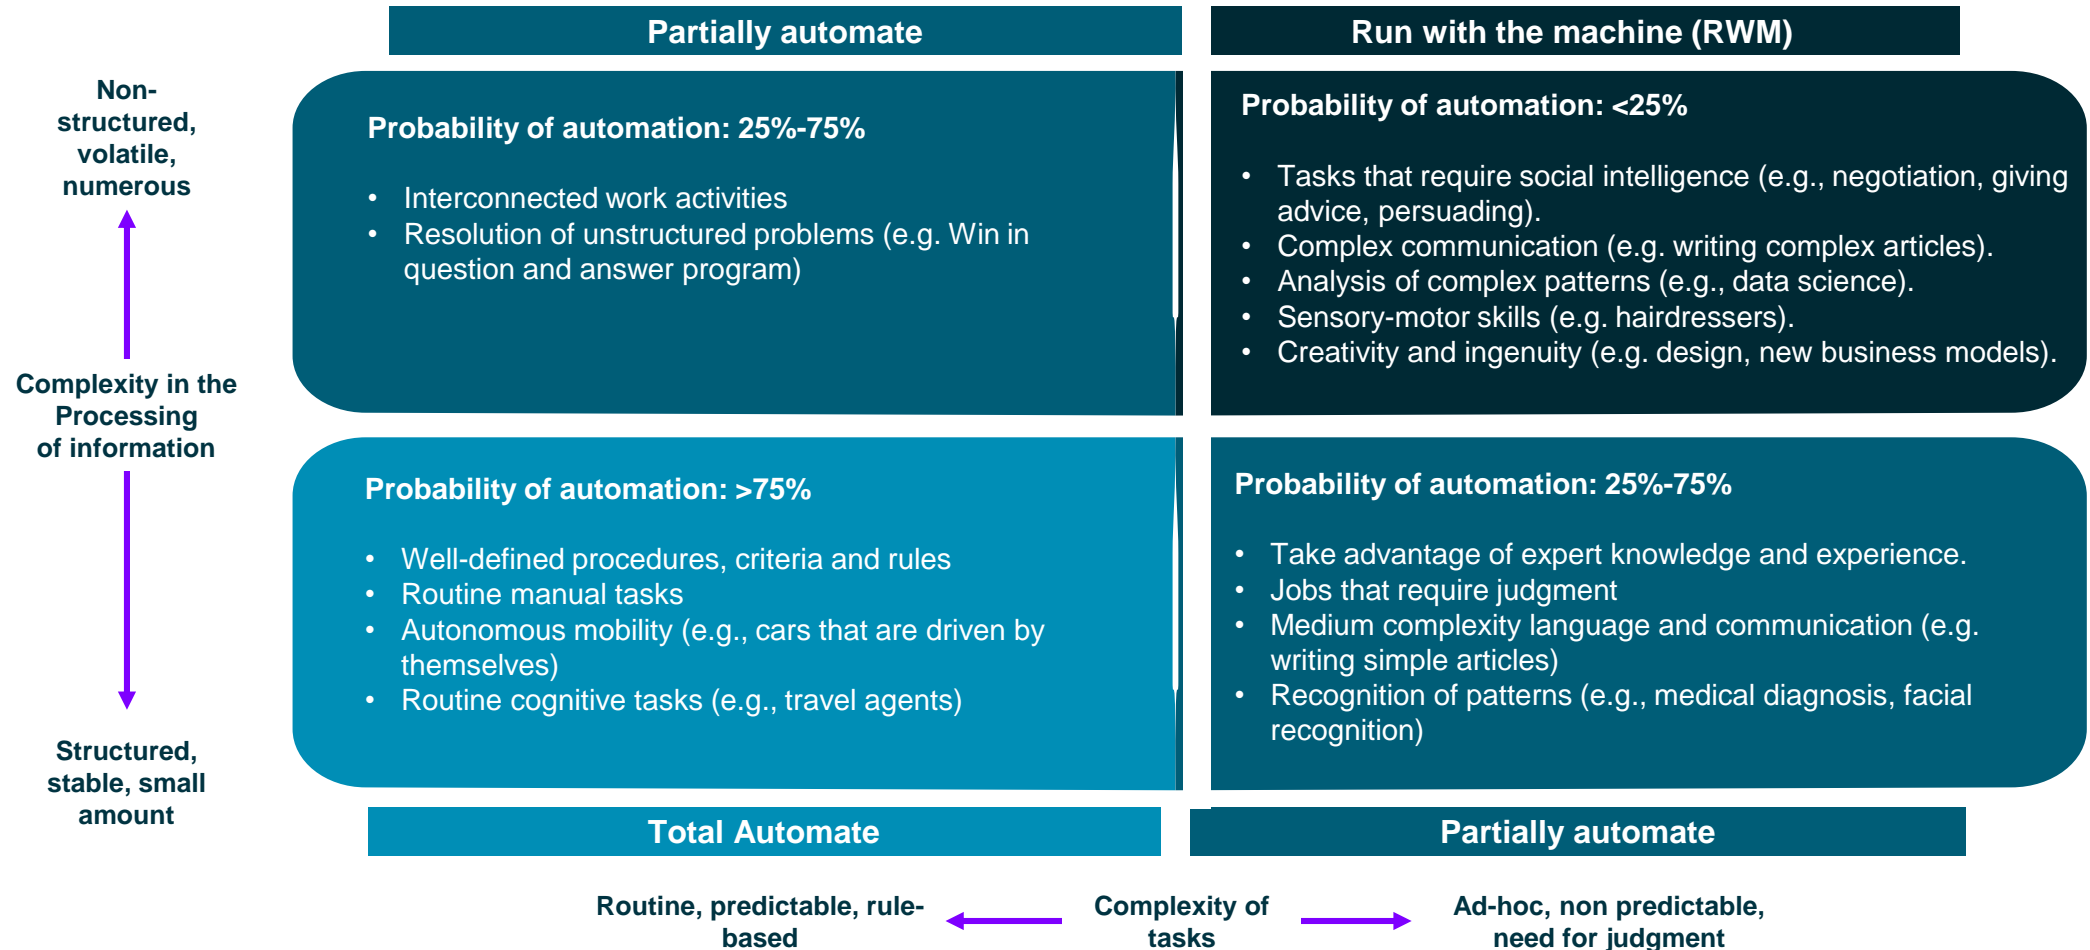 Partially automate
Run with the machine (RWM)
Non-
structured,
volatile,
numerous
Complexity in the
Processing
of information
Structured,
stable, small
amount
Probability of automation: 25%-75%
• Interconnected work activities
• Resolution of unstructured problems (e.g. Win in
question and answer program)
Probability of automation: <25%
• Tasks that require social intelligence (e.g., negotiation, giving
advice, persuading).
• Complex communication (e.g. writing complex articles).
• Analysis of complex patterns (e.g., data science).
• Sensory-motor skills (e.g. hairdressers).
• Creativity and ingenuity (e.g. design, new business models).
Probability of automation: >75%
• Well-defined procedures, criteria and rules
• Routine manual tasks
• Autonomous mobility (e.g., cars that are driven by
themselves)
• Routine cognitive tasks (e.g., travel agents)
Probability of automation: 25%-75%
• Take advantage of expert knowledge and experience.
• Jobs that require judgment
• Medium complexity language and communication (e.g.
writing simple articles)
• Recognition of patterns (e.g., medical diagnosis, facial
recognition)
Total Automate
Partially automate
Routine, predictable, rule-
based
Complexity of
tasks
Ad-hoc, non predictable,
need for judgment